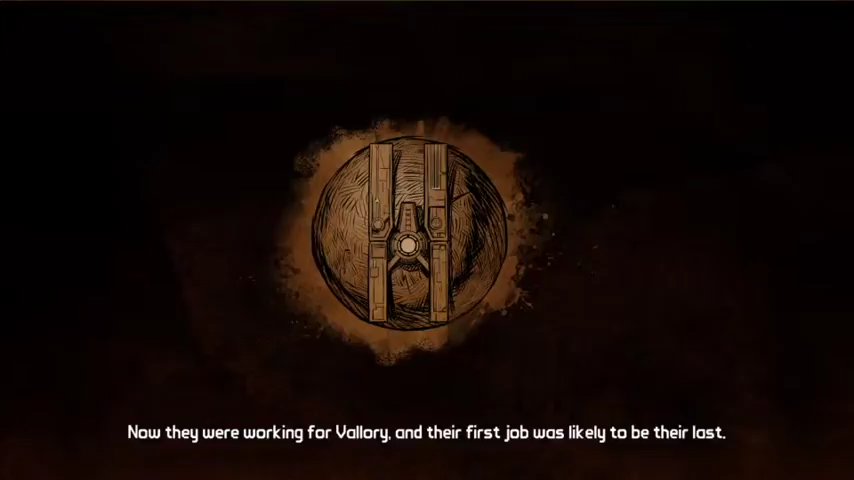 Now they were working for Vallory, and their first job was likely to be their last.